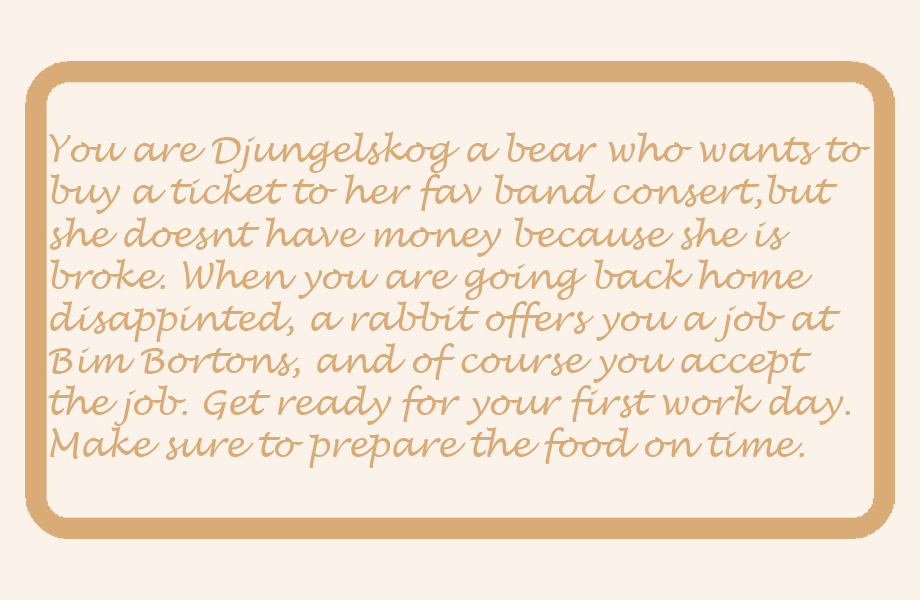 You are Djungelskog a bear who wants to
buy a ticket to her fav band consert,but
she doesnt have money because she is
broke. When you are going back home
disappinted, a rabbit offers you a job at
Bim Bortons, and of course you accept
the job. Get ready for your first work day.
Make sure to prepare the food on time.